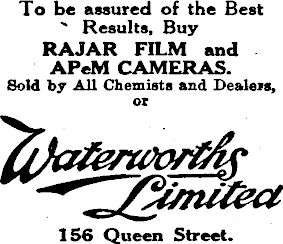 To be assured of the Best
Results, Buy
RAJAR FILM and
APeM CAMERAS.
Sold by All Chemists and Dealers,
or
Waterworths
Limited
156 Queen Street.